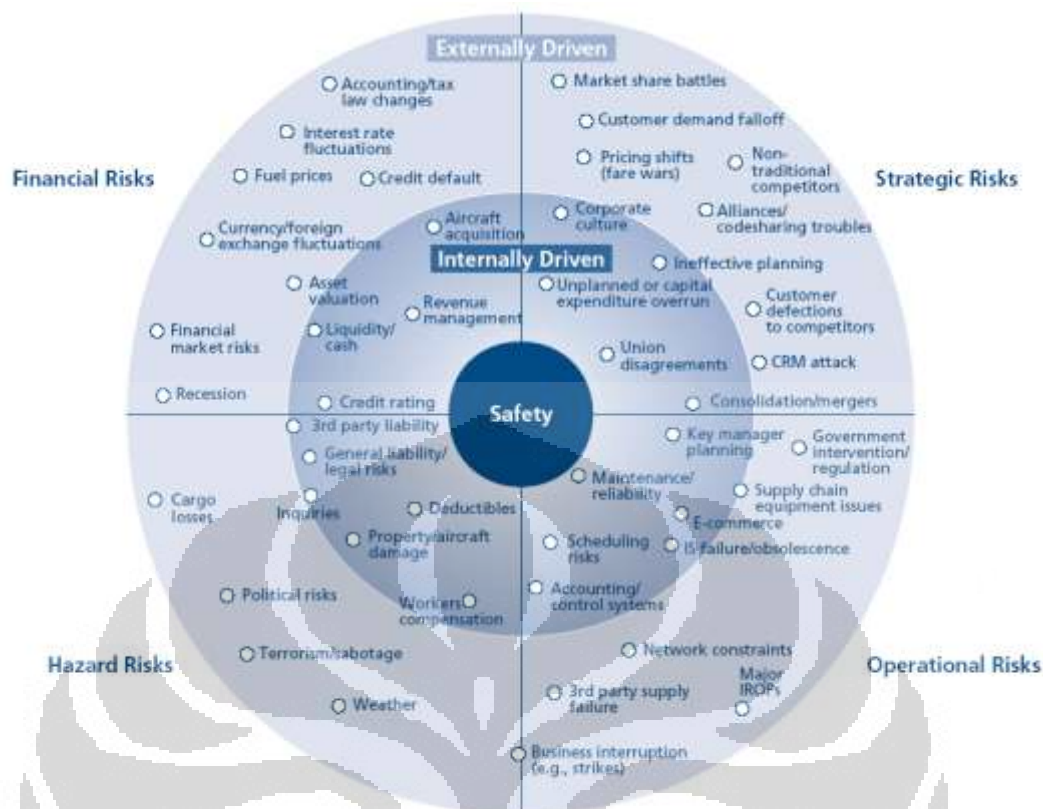 Externally Driven
Accounting/tax
law changes
Market share battles
Interest rate
fluctuations
Customer demand falloff
Financial Risks
Fuel prices
Credit default
Pricing shifts
(fare wars)
Non-
traditional
competitors
Strategic Risks
Currency/foreign
exchange fluctuations
Aircraft
acquisition
Corporate
culture
Alliances/
codesharing troubles
Internally Driven
Ineffective planning
Asset
valuation
Revenue
management
Unplanned or capital
expenditure overrun
Customer
defections
to competitors
Financial
market risks
Liquidity/
cash
Union
disagreements
CRM attack
Recession
Credit rating
Safety
Consolidation/mergers
3rd party liability
General liability/
legal risks
Key manager
planning
Government
intervention/
regulation
Cargo
losses
Inquiries
Deductibles
Maintenance/
reliability
Supply chain
equipment issues
E-commerce
Property/aircraft
damage
Scheduling
risks
IS failure/obsolescence
Political risks
Workers
compensation
Accounting/
control systems
Hazard Risks
Terrorism/sabotage
Network constraints
Operational Risks
Weather
3rd party supply
failure
Major
IROPs
Business interruption
(e.g., strikes)